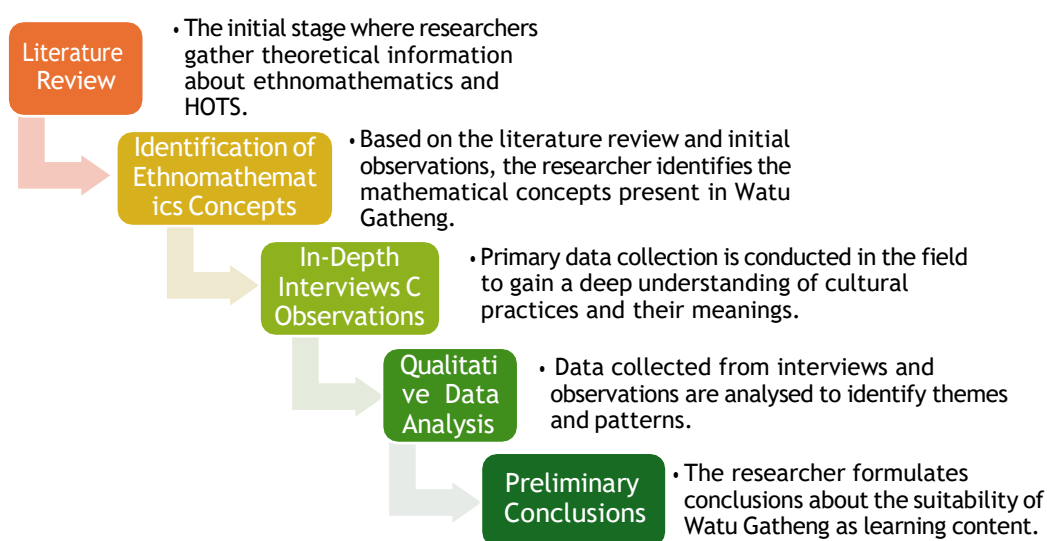 Literature
Review
• The initial stage where researchers
gather theoretical information
about ethnomathematics and
HOTS.
Identification of
Ethnomathemat
ics Concepts
• Based on the literature review and initial
observations, the researcher identifies the
mathematical concepts present in Watu
Gatheng.
In-Depth
Interviews C
Observations
• Primary data collection is conducted in the field
to gain a deep understanding of cultural
practices and their meanings.
Qualitati
ve Data
Analysis
• Data collected from interviews and
observations are analysed to identify themes
and patterns.
Preliminary
Conclusions
• The researcher formulates
conclusions about the suitability of
Watu Gatheng as learning content.